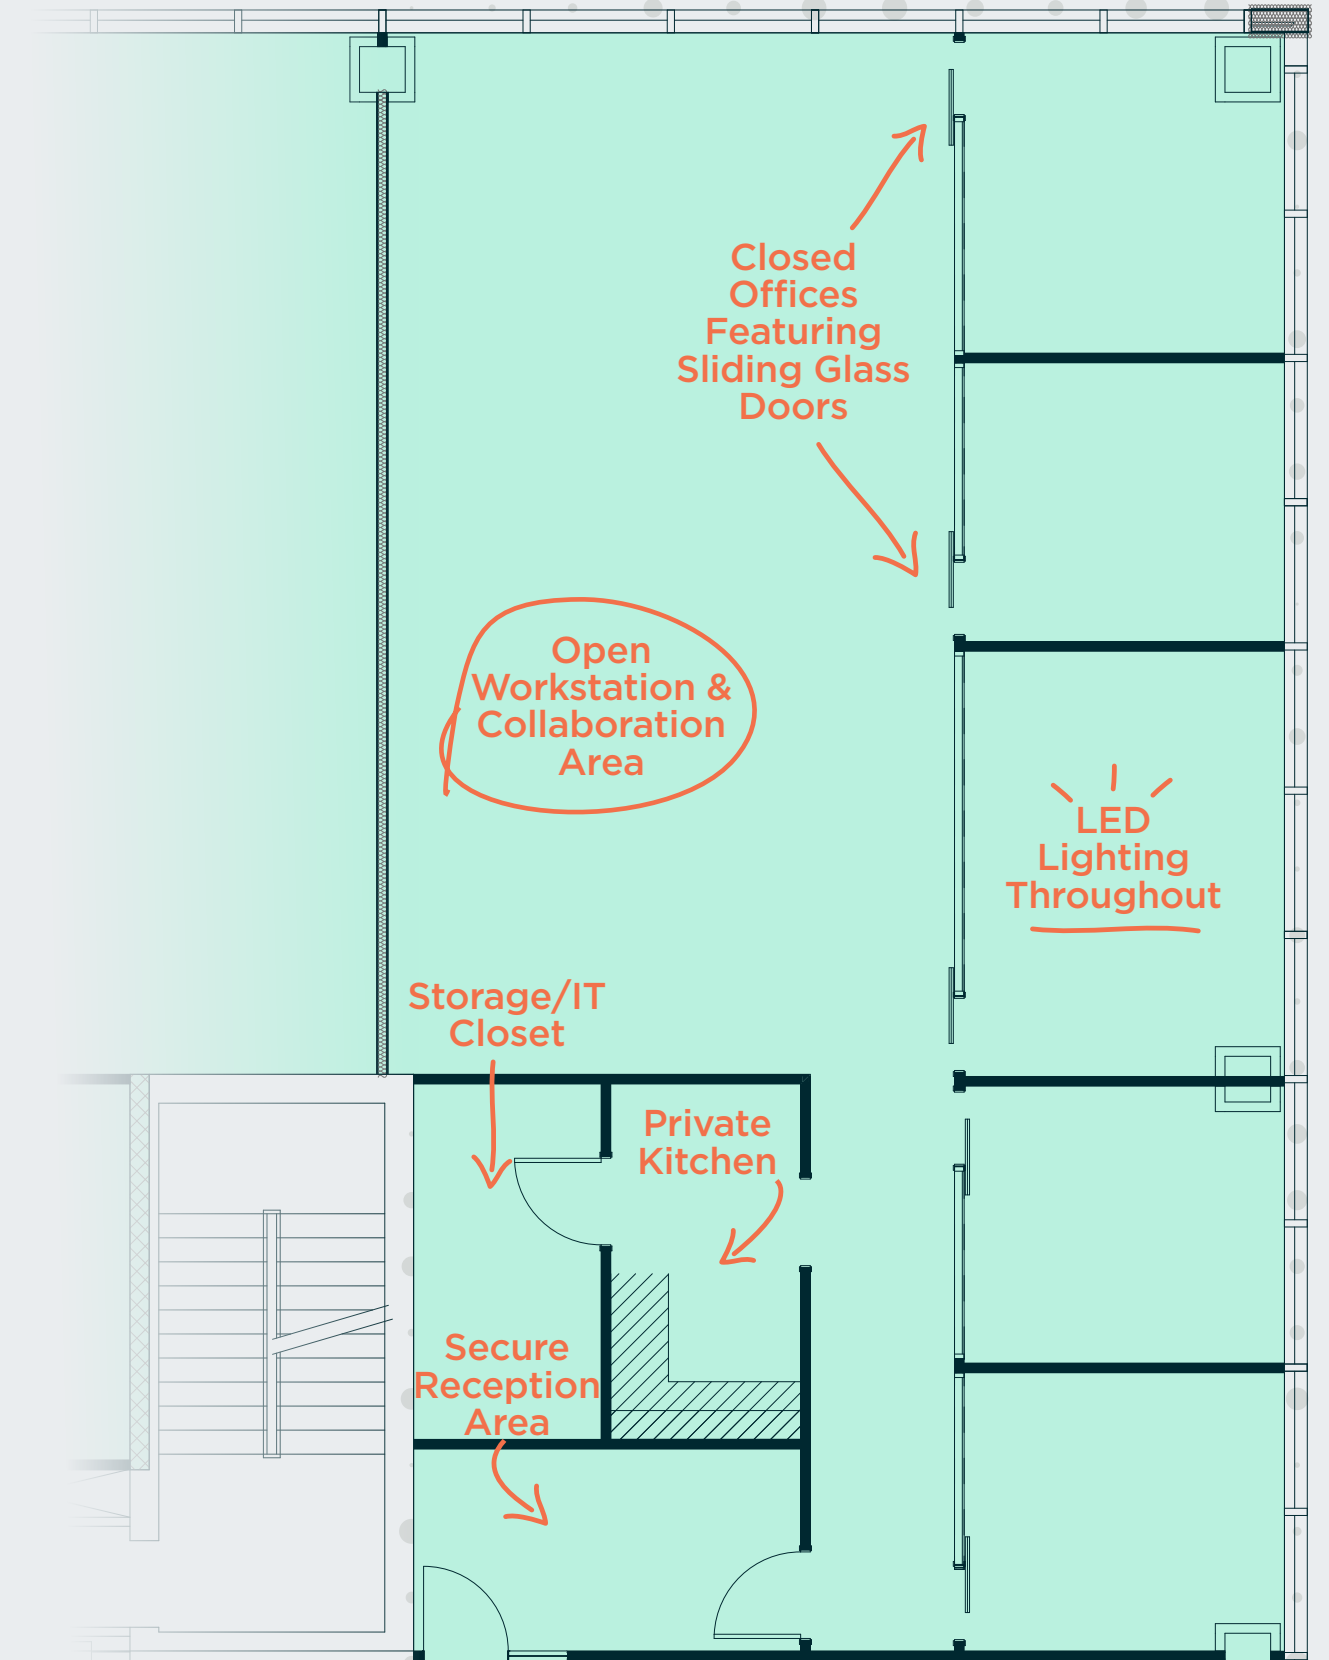 Closed
Offices
Featuring
Sliding Glass
Doors
Open
Workstation &
Collaboration
Area
LED
Lighting
Throughout
Storage/IT
Closet
Private
Kitchen
Secure
Reception
Area